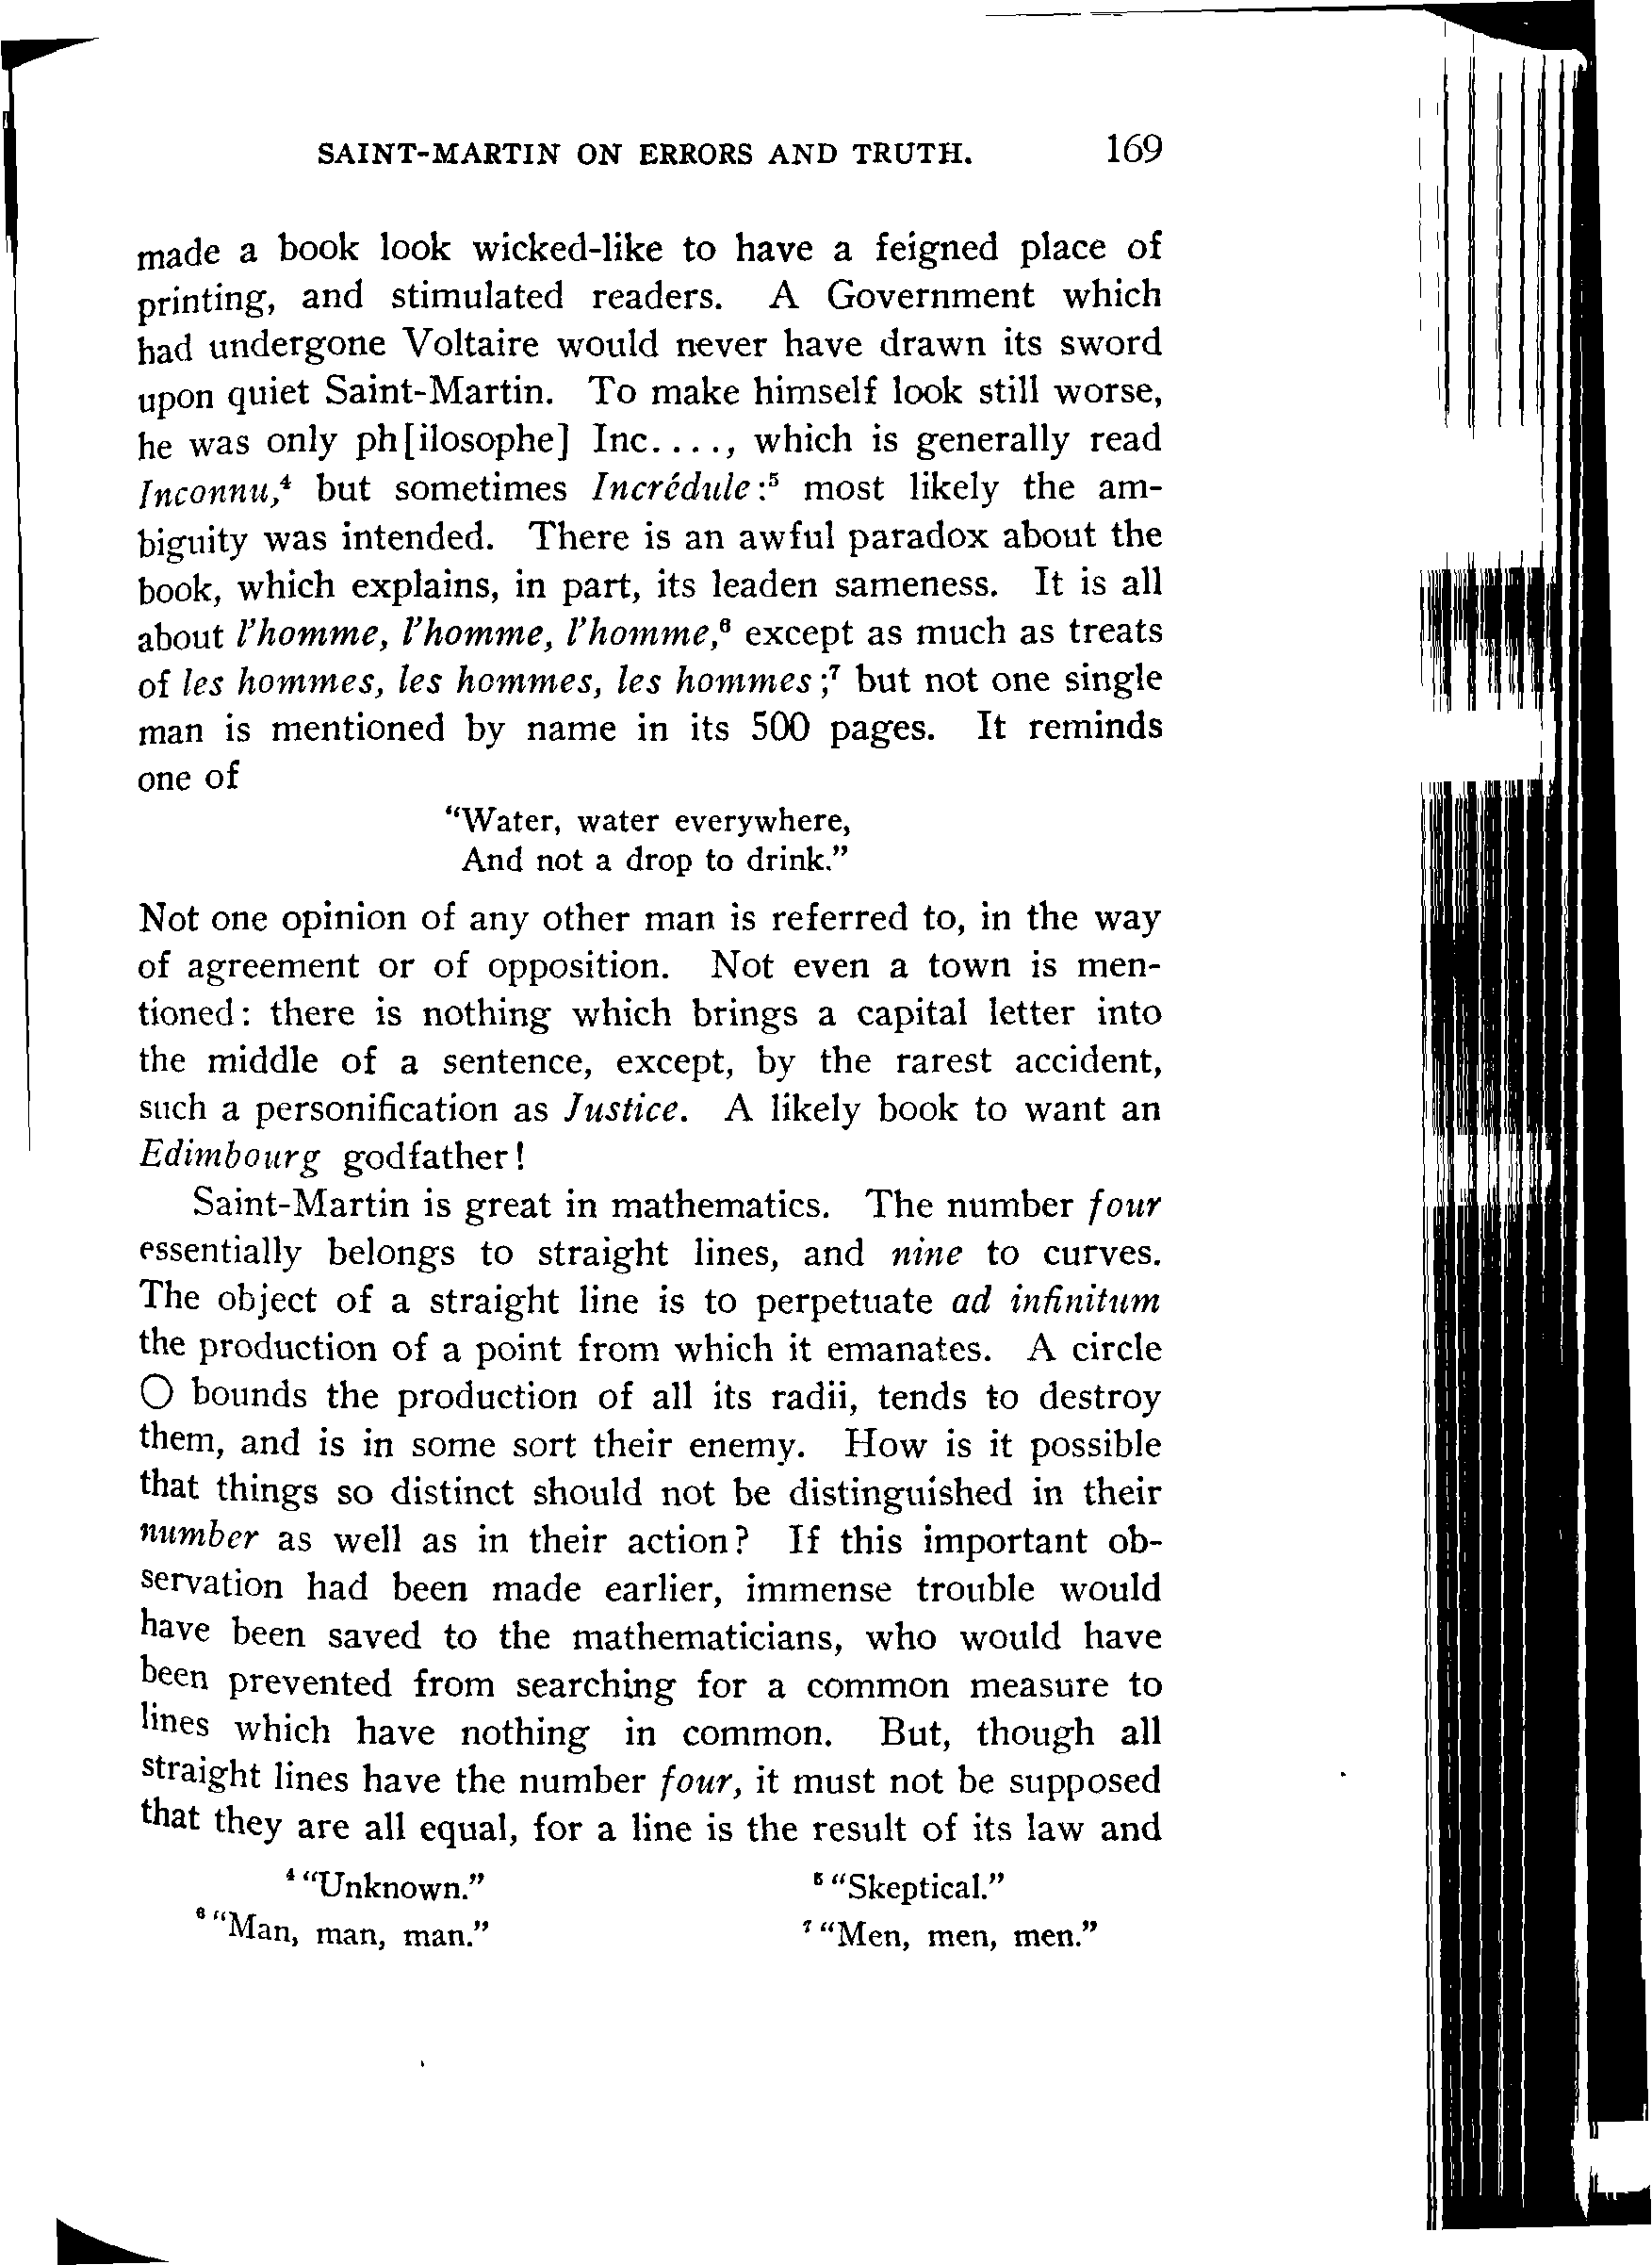 SAINT-MARTIN ON ERRORS AND TRUTH. 169
made a book look wicked-like to have a feigned place of
printing, and stimulated readers. A Government which
had undergone Voltaire would never have drawn its sword
upon quiet Saint-Martin. To make himself look still worse,
he was only ph[ilosophe] Inc...., which is generally read
Inconnu,⁴ but sometimes Incrédule:⁵ most likely the am-
biguity was intended. There is an awful paradox about the
book, which explains, in part, its leaden sameness. It is all
about l'homme, l'homme, l'homme,⁶ except as much as treats
of les hommes, les hommes, les hommes;⁷ but not one single
man is mentioned by name in its 500 pages. It reminds
one of
"Water, water everywhere,
And not a drop to drink."
Not one opinion of any other man is referred to, in the way
of agreement or of opposition. Not even a town is men-
tioned: there is nothing which brings a capital letter into
the middle of a sentence, except, by the rarest accident,
such a personification as Justice. A likely book to want an
Edimbourg godfather!
Saint-Martin is great in mathematics. The number four
essentially belongs to straight lines, and nine to curves.
The object of a straight line is to perpetuate ad infinitum
the production of a point from which it emanates. A circle
O bounds the production of all its radii, tends to destroy
them, and is in some sort their enemy. How is it possible
that things so distinct should not be distinguished in their
number as well as in their action? If this important ob-
servation had been made earlier, immense trouble would
have been saved to the mathematicians, who would have
been prevented from searching for a common measure to
lines which have nothing in common. But, though all
straight lines have the number four, it must not be supposed
that they are all equal, for a line is the result of its law and
⁴ "Unknown." ⁵ "Skeptical."
⁶ "Man, man, man." ⁷ "Men, men, men."